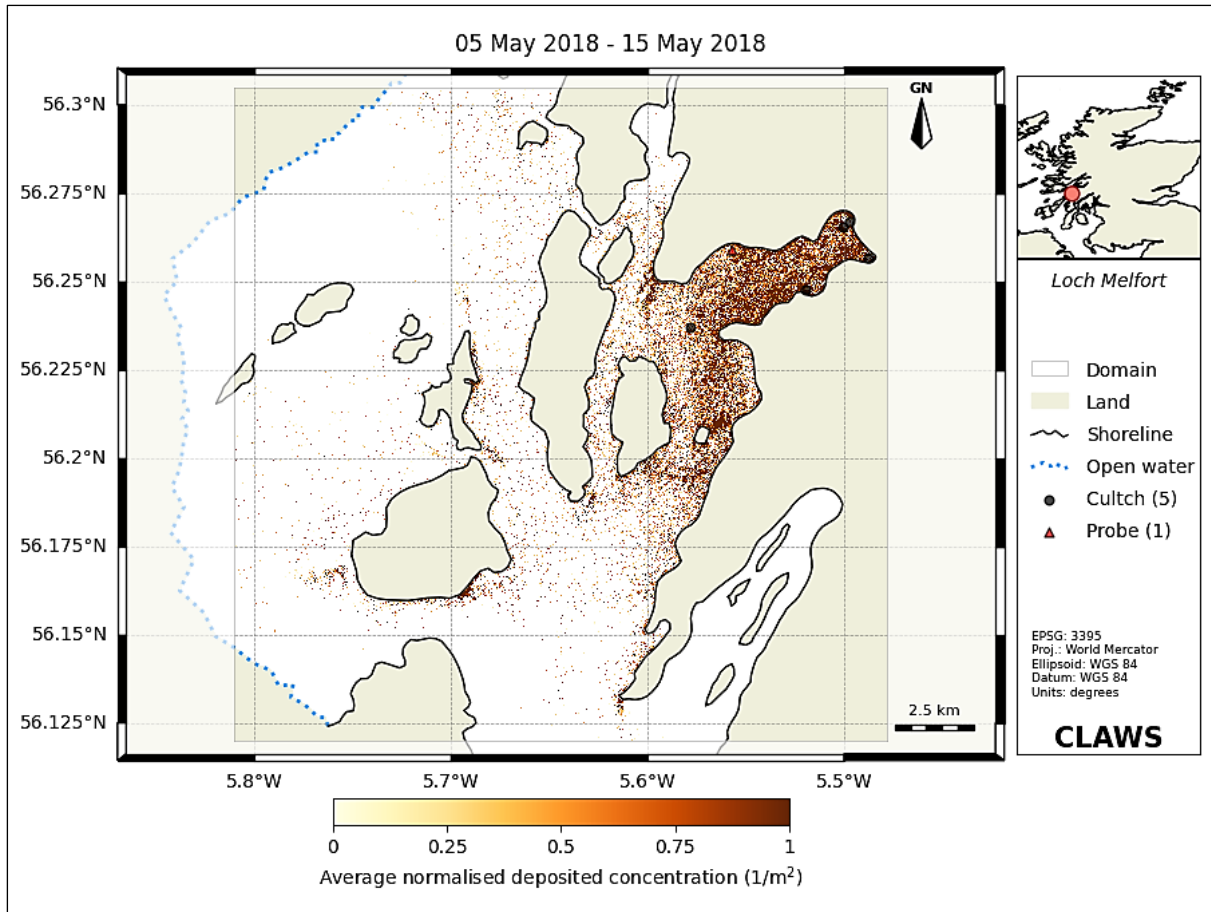 05 May 2018 - 15 May 2018
56.3°N
56.275°N
56.25°N
56.225°N
56.2°N
56.175°N
56.15°N
56.125°N
5.8°W
5.7°W
5.6°W
5.5°W
GN
2.5 km
Loch Melfort
Domain
Land
Shoreline
Open water
Cultch (5)
Probe (1)
EPSG: 3395
Proj.: World Mercator
Ellipsoid: WGS 84
Datum: WGS 84
Units: degrees
CLAWS
0
0.25
0.5
0.75
1
Average normalised deposited concentration (1/m²)